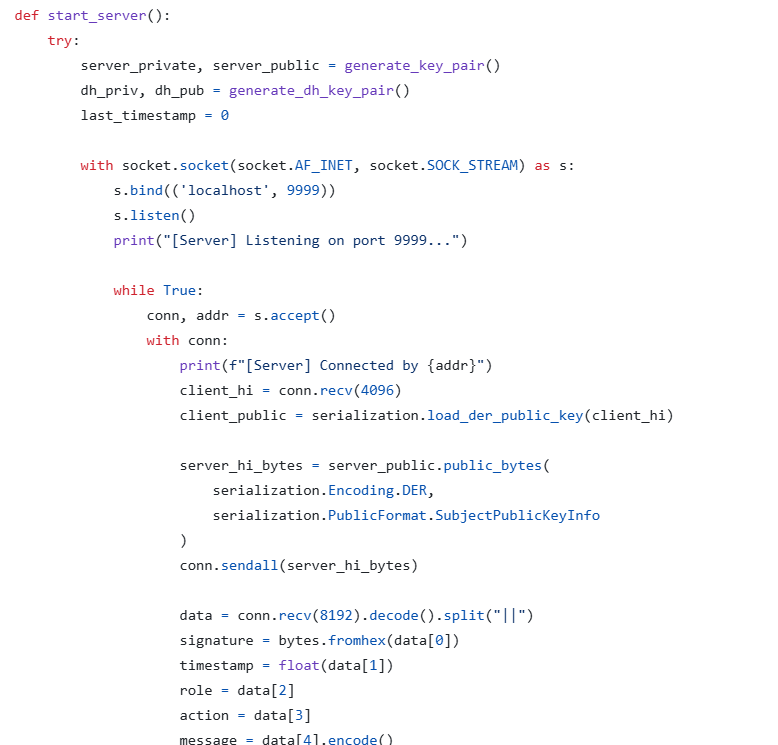 def start_server():
    try:
        server_private, server_public = generate_key_pair()
        dh_priv, dh_pub = generate_dh_key_pair()
        last_timestamp = 0

        with socket.socket(socket.AF_INET, socket.SOCK_STREAM) as s:
            s.bind(('localhost', 9999))
            s.listen()
            print("[Server] Listening on port 9999...")

            while True:
                conn, addr = s.accept()
                with conn:
                    print(f"[Server] Connected by {addr}")
                    client_hi = conn.recv(4096)
                    client_public = serialization.load_der_public_key(client_hi)

                    server_hi_bytes = server_public.public_bytes(
                        serialization.Encoding.DER,
                        serialization.PublicFormat.SubjectPublicKeyInfo
                    )
                    conn.sendall(server_hi_bytes)

                    data = conn.recv(8192).decode().split("||")
                    signature = bytes.fromhex(data[0])
                    timestamp = float(data[1])
                    role = data[2]
                    action = data[3]
                    message = data[4].encode()